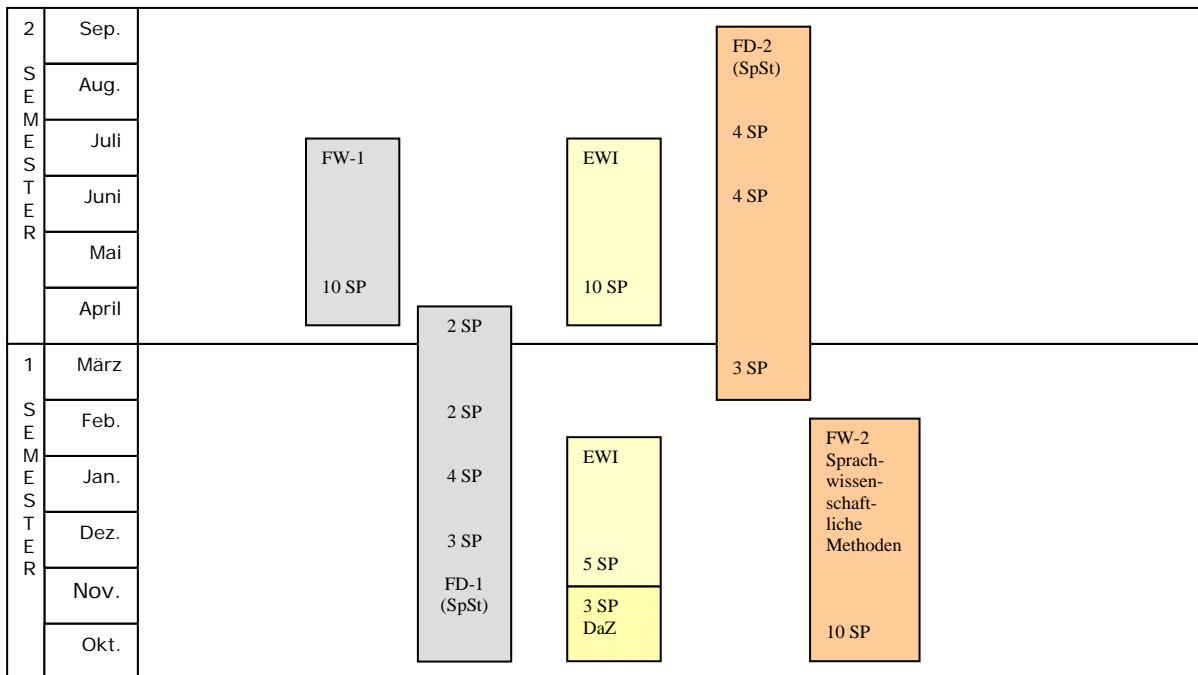 2
SEMESTER
Sep.
Aug.
Juli
Juni
Mai
April
FW-1
10 SP
EWI
10 SP
FD-2
(SpSt)
4 SP
4 SP
3 SP
1
SEMESTER
März
Feb.
Jan.
Dez.
Nov.
Okt.
2 SP
2 SP
4 SP
3 SP
FD-1
(SpSt)
EWI
5 SP
3 SP
DaZ
FW-2
Sprach-
wissen-
schaft-
liche
Methoden
10 SP